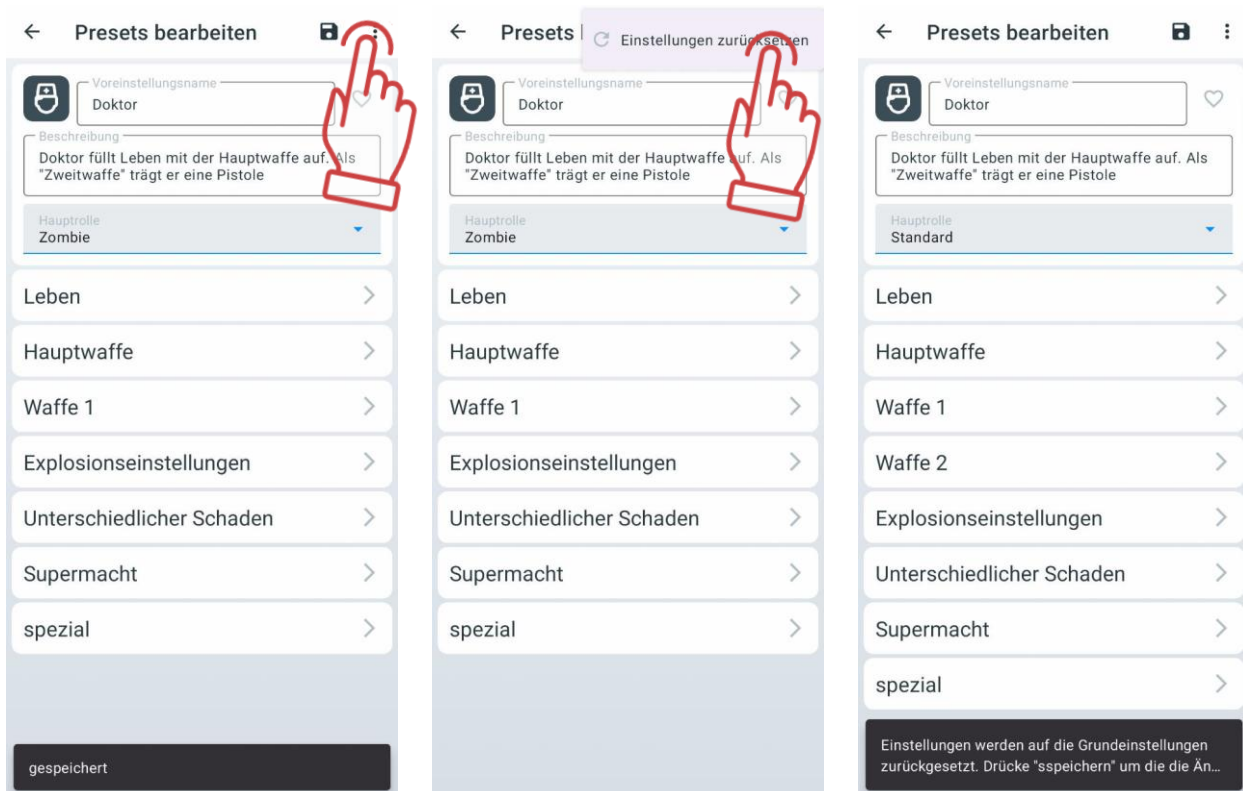 Presets bearbeiten
Voreinstellungsname
Doktor
Beschreibung
Doktor füllt Leben mit der Hauptwaffe auf. Als
"Zweitwaffe" trägt er eine Pistole
Hauptrolle
Zombie
Leben
Hauptwaffe
Waffe 1
Explosionseinstellungen
Unterschiedlicher Schaden
Supermacht
spezial
gespeichert
Presets
Einstellungen zurücksetzen
Voreinstellungsname
Doktor
Beschreibung
Doktor füllt Leben mit der Hauptwaffe auf. Als
"Zweitwaffe" trägt er eine Pistole
Hauptrolle
Zombie
Leben
Hauptwaffe
Waffe 1
Explosionseinstellungen
Unterschiedlicher Schaden
Supermacht
spezial
Presets bearbeiten
Voreinstellungsname
Doktor
Beschreibung
Doktor füllt Leben mit der Hauptwaffe auf. Als
"Zweitwaffe" trägt er eine Pistole
Hauptrolle
Standard
Leben
Hauptwaffe
Waffe 1
Waffe 2
Explosionseinstellungen
Unterschiedlicher Schaden
Supermacht
spezial
Einstellungen werden auf die Grundeinstellungen
zurückgesetzt. Drücke "sspeichern" um die die Än...